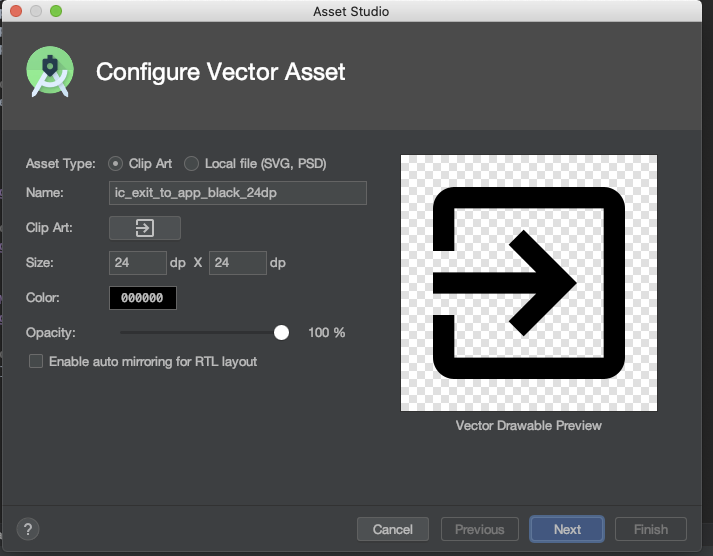 Asset Studio
Configure Vector Asset
Asset Type: Clip Art Local file (SVG, PSD)
Name: ic_exit_to_app_black_24dp
Clip Art:
Size: 24 dp X 24 dp
Color: 000000
Opacity: 100 %
Enable auto mirroring for RTL layout
Vector Drawable Preview
? Cancel Previous Next Finish